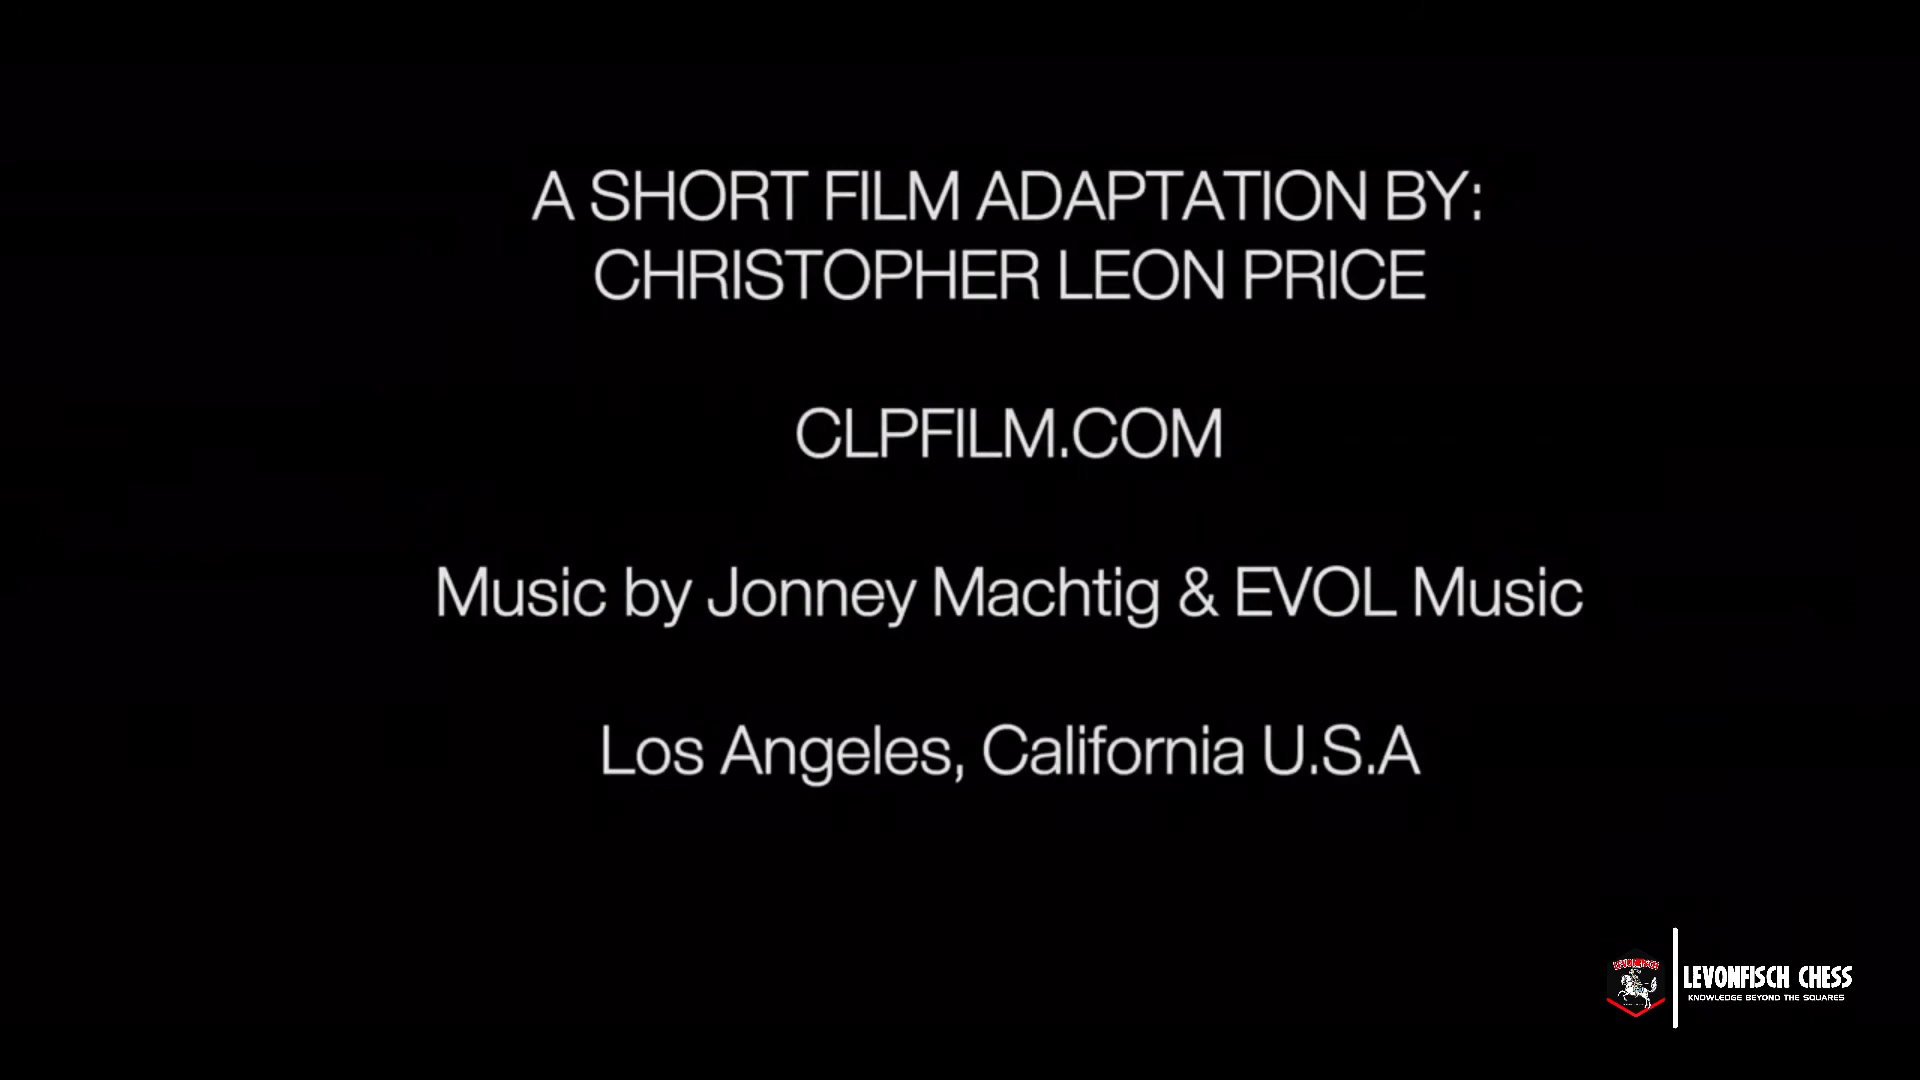 A SHORT FILM ADAPTATION BY:
CHRISTOPHER LEON PRICE
CLPFILM.COM
Music by Jonney Machtig & EVOL Music
Los Angeles, California U.S.A
LEVONFISCH
LEVONFISCH CHESS
KNOWLEDGE BEYOND THE SQUARES